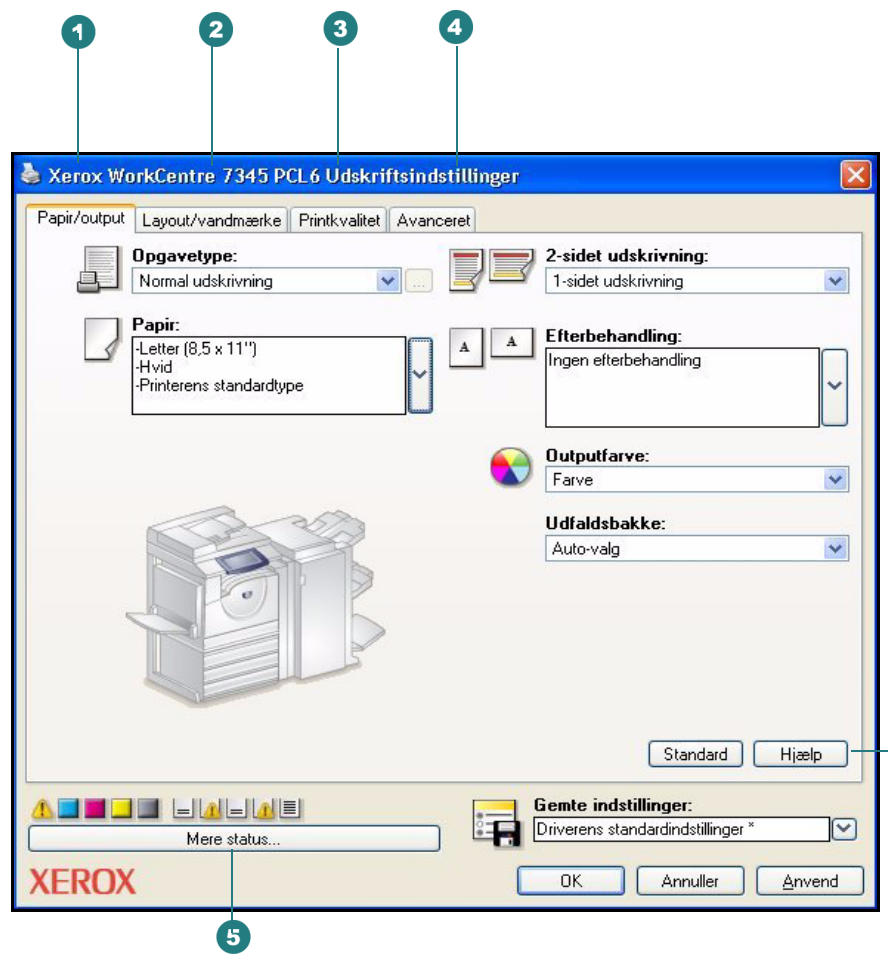 1 2 3 4
Xerox WorkCentre 7345 PCL6 Udskriftsindstillinger
Papir/output Layout/vandmærke Printkvalitet Avanceret
Opgavetype:
Normal udskrivning
...
2-sidet udskrivning:
1-sidet udskrivning
Papir:
-Letter (8,5 x 11")
-Hvid
-Printerens standardtype
A A
Efterbehandling:
Ingen efterbehandling
Outputfarve:
Farve
Udfaldsbakke:
Auto-valg
Standard Hjælp
Mere status...
Gemte indstillinger:
Driverens standardindstillinger *
XEROX
OK Annuller Anvend
5